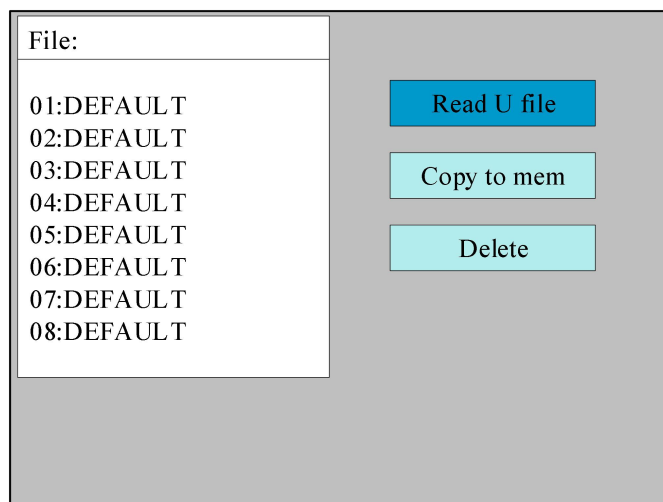 File:
01:DEFAULT
02:DEFAULT
03:DEFAULT
04:DEFAULT
05:DEFAULT
06:DEFAULT
07:DEFAULT
08:DEFAULT
Read U file
Copy to mem
Delete